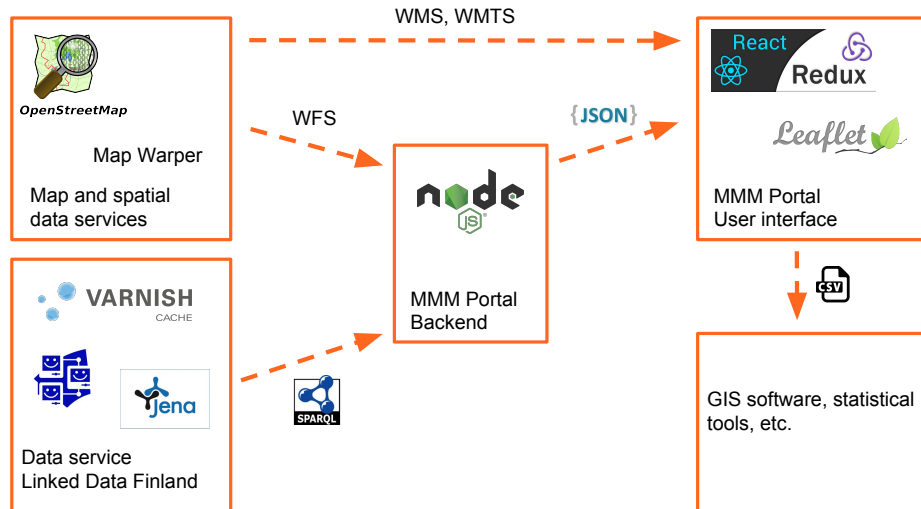 WMS, WMTS
OpenStreetMap
Map Warper
Map and spatial
data services
WFS
{JSON}
node
JS
MMM Portal
Backend
React
Redux
Leaflet
MMM Portal
User interface
CSV
GIS software, statistical
tools, etc.
VARNISH
CACHE
Jena
SPARQL
Data service
Linked Data Finland